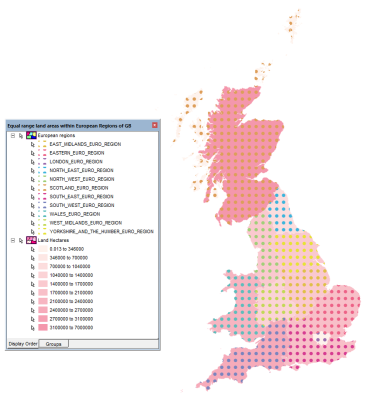 Equal range land areas within European Regions of GB
European regions
EAST_MIDLANDS_EURO_REGION
EASTERN_EURO_REGION
LONDON_EURO_REGION
NORTH_EAST_EURO_REGION
NORTH_WEST_EURO_REGION
SCOTLAND_EURO_REGION
SOUTH_EAST_EURO_REGION
SOUTH_WEST_EURO_REGION
WALES_EURO_REGION
WEST_MIDLANDS_EURO_REGION
YORKSHIRE_AND_THE_HUMBER_EURO_REGION
Land Hectares
0.013 to 346000
346000 to 700000
700000 to 1040000
1040000 to 1400000
1400000 to 1700000
1700000 to 2100000
2100000 to 2400000
2400000 to 2700000
2700000 to 3100000
3100000 to 7000000
Display Order Groups